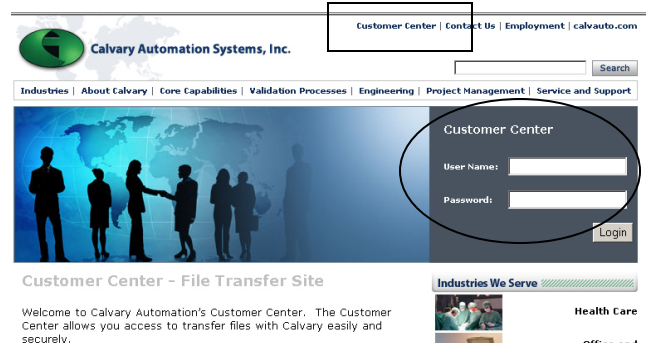 Customer Center | Contact Us | Employment | calvauto.com
Calvary Automation Systems, Inc.
Search
Industries | About Calvary | Core Capabilities | Validation Processes | Engineering | Project Management | Service and Support
Customer Center
User Name:
Password:
Login
Customer Center - File Transfer Site
Welcome to Calvary Automation's Customer Center. The Customer
Center allows you access to transfer files with Calvary easily and
securely.
Industries We Serve
Health Care
Office and